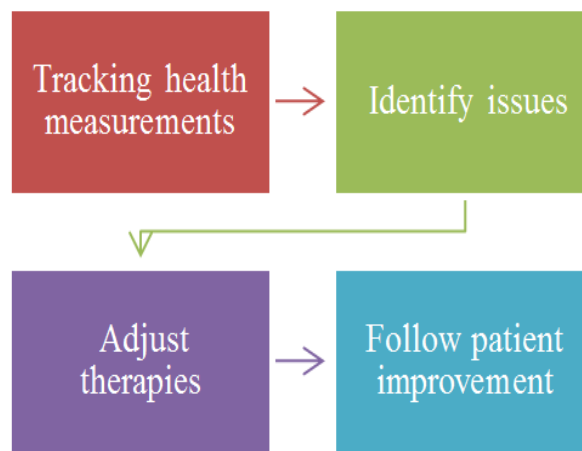 Tracking health
measurements
Identify issues
Adjust
therapies
Follow patient
improvement